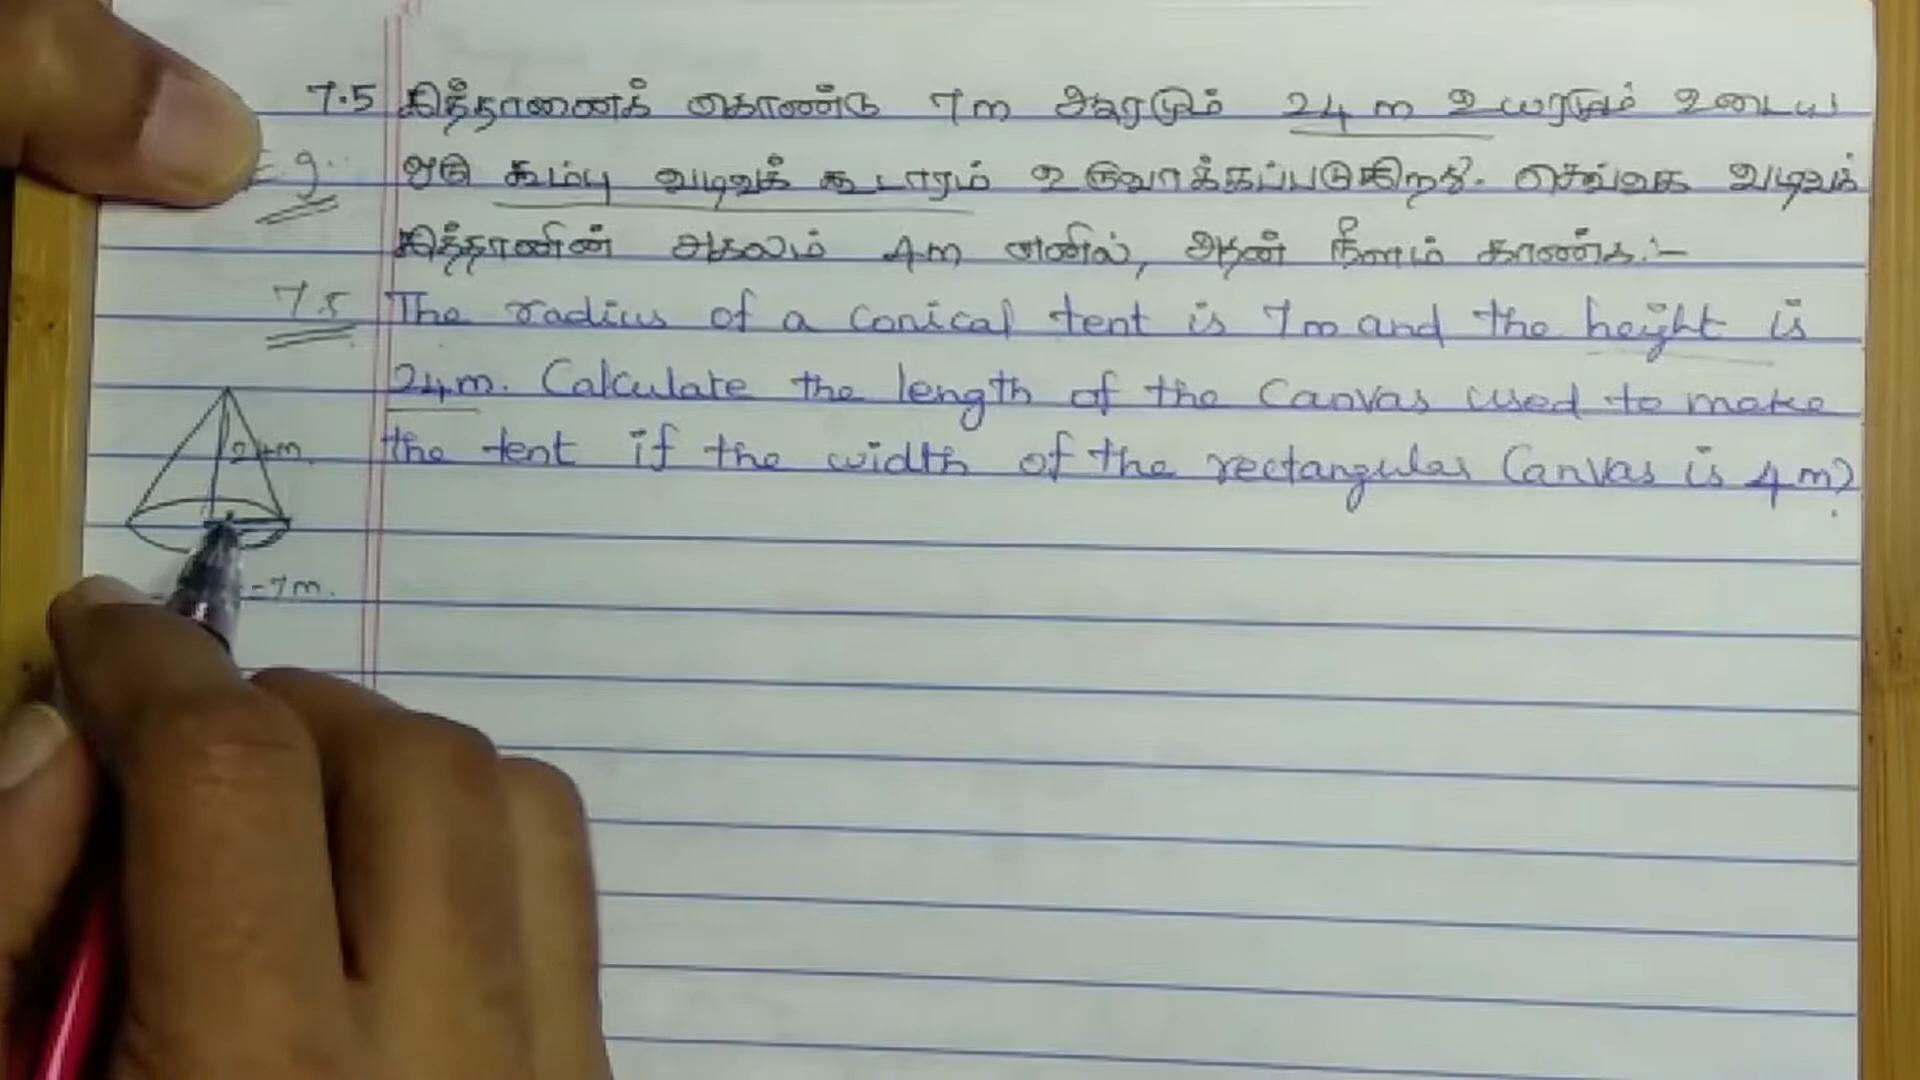 7.5 கித்தானைக் கொண்டு 7m ஆரமும் 24 m உயரமும் உடைய
E.g. ஒரு கூம்பு வடிவக் கூடாரம் உருவாக்கப்படுகிறது. செவ்வக வடிவக்
கித்தானின் அகலம் 4m எனில், அதன் நீளம் காண்க:-
7.5 The radius of a conical tent is 7m and the height is
24m. Calculate the length of the Canvas used to make
the tent if the width of the rectangular Canvas is 4m?
24m.
-7m.